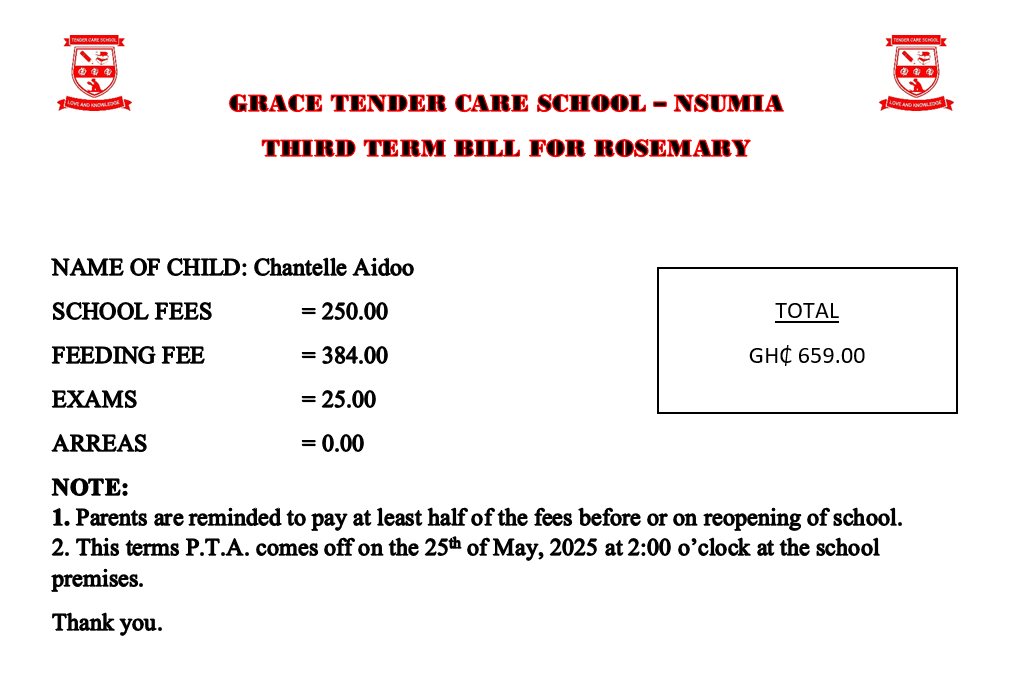 TENDER CARE SCHOOL
LOVE AND KNOWLEDGE
TENDER CARE SCHOOL
LOVE AND KNOWLEDGE
GRACE TENDER CARE SCHOOL – NSUMIA
THIRD TERM BILL FOR ROSEMARY
NAME OF CHILD: Chantelle Aidoo
SCHOOL FEES = 250.00
FEEDING FEE = 384.00
EXAMS = 25.00
ARREAS = 0.00
TOTAL
GH₵ 659.00
NOTE:
1. Parents are reminded to pay at least half of the fees before or on reopening of school.
2. This terms P.T.A. comes off on the 25th of May, 2025 at 2:00 o’clock at the school
premises.
Thank you.